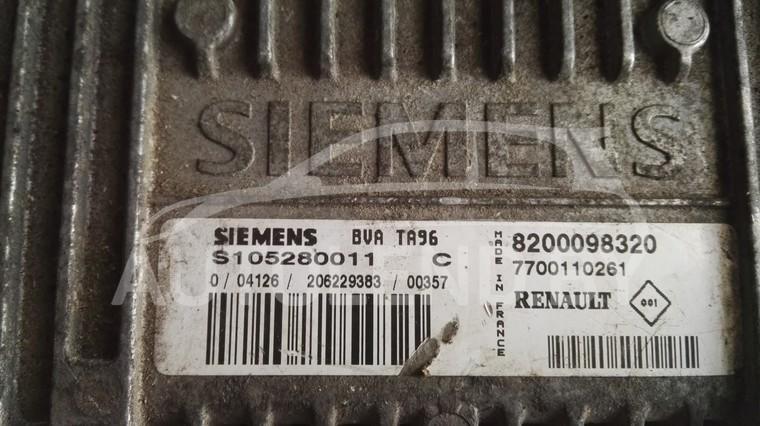 SIEMENS
SIEMENS BVA TA96
S105280011 C
0/ 04126 / 206229383 / 00357
MADE IN FRANCE
8200098320
7700110261
RENAULT 001